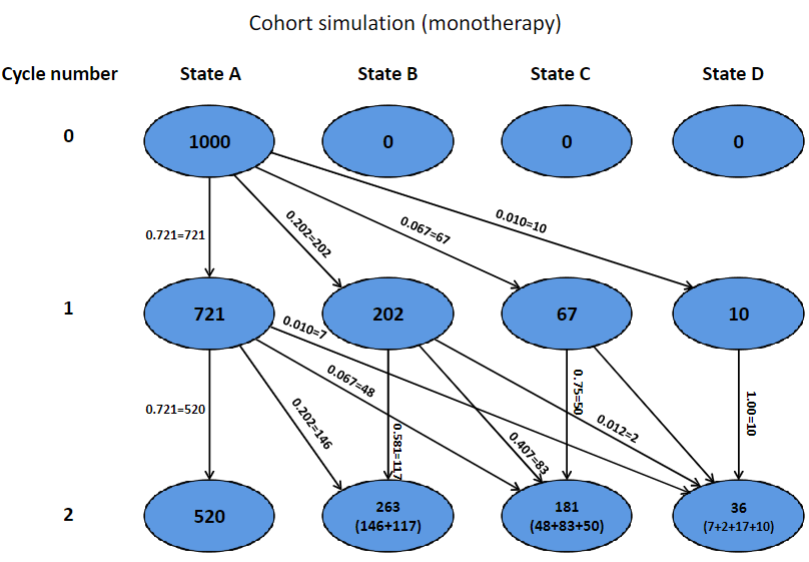 Cohort simulation (monotherapy)
Cycle number State A State B State C State D
0 1000 0 0 0
0.721=721 0.202=202 0.067=67 0.010=10
1 721 202 67 10
0.010=7
0.067=48
0.721=520 0.202=146 0.581=117 0.407=83 0.75=50 0.012=2 1.00=10
2 520 263 181 36
(146+117) (48+83+50) (7+2+17+10)